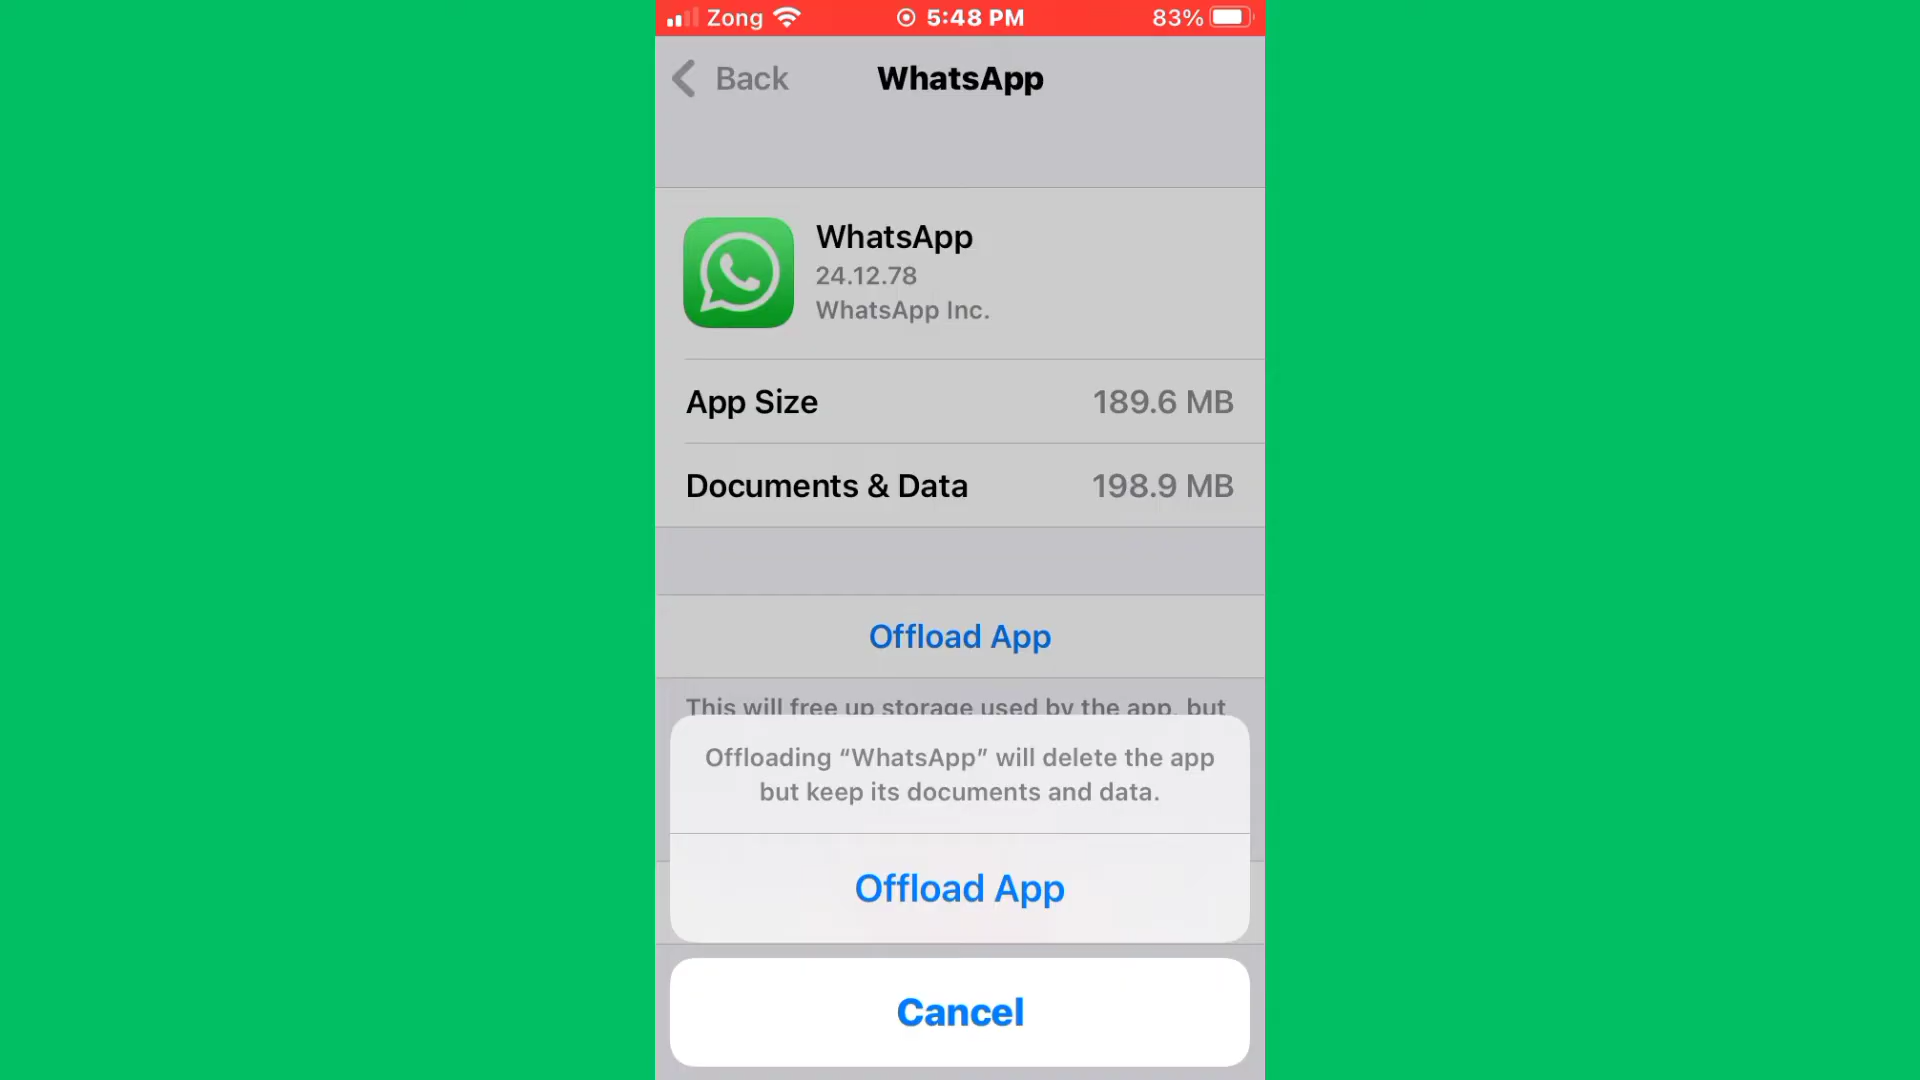 Zong 5:48 PM 83%
Back WhatsApp
WhatsApp
24.12.78
WhatsApp Inc.
App Size 189.6 MB
Documents & Data 198.9 MB
Offload App
This will free up storage used by the app, but
Offloading “WhatsApp” will delete the app
but keep its documents and data.
Offload App
Cancel